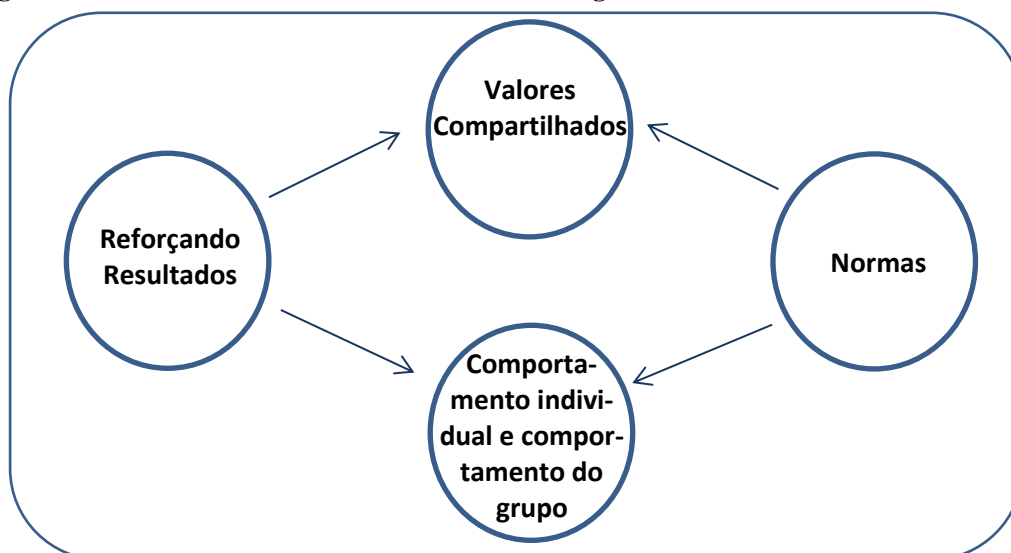 Valores
Compartilhados
Reforçando
Resultados
Normas
Comporta-
mento indivi-
dual e compor-
tamento do
grupo